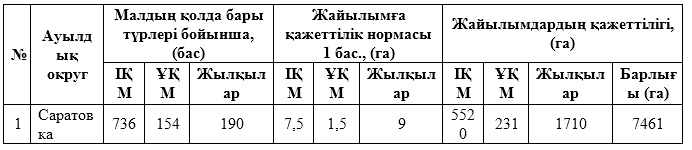 № Ауылдық округ Малдың қолда бары түрлері бойынша, (бас) Жайылымға қажеттілік нормасы 1 бас., (га) Жайылымдардың қажеттілігі, (га)
ІҚМ ҰҚМ Жылқылар ІҚМ ҰҚМ Жылқылар ІҚМ ҰҚМ Жылқылар Барлығы (га)
1 Саратовка 736 154 190 7,5 1,5 9 5520 231 1710 7461